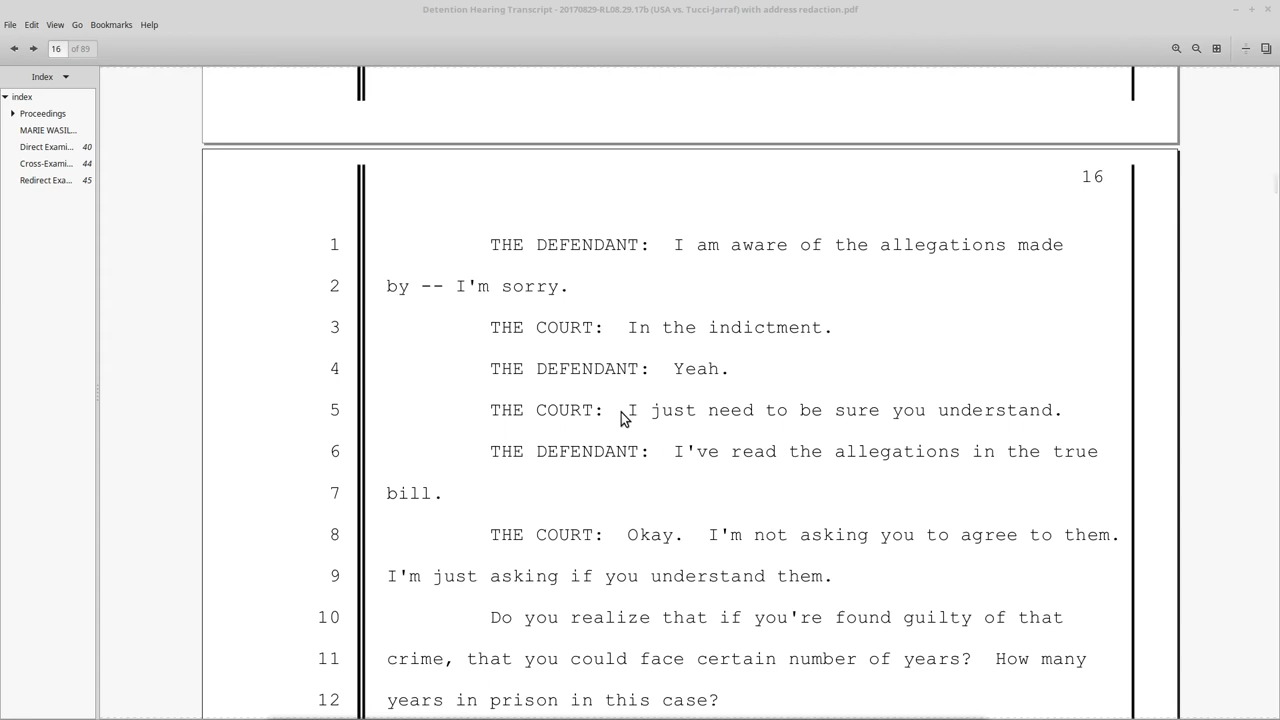 Detention Hearing Transcript - 20170829-RL08.29.17b (USA vs. Tucci-Jarraf) with address redaction.pdf
File Edit View Go Bookmarks Help
16 of 89
Index
index
Proceedings
MARIE WASIL...
Direct Exami... 40
Cross-Exami... 44
Redirect Exa... 45
16
1 THE DEFENDANT: I am aware of the allegations made
2 by -- I'm sorry.
3 THE COURT: In the indictment.
4 THE DEFENDANT: Yeah.
5 THE COURT: I just need to be sure you understand.
6 THE DEFENDANT: I've read the allegations in the true
7 bill.
8 THE COURT: Okay. I'm not asking you to agree to them.
9 I'm just asking if you understand them.
10 Do you realize that if you're found guilty of that
11 crime, that you could face certain number of years? How many
12 years in prison in this case?